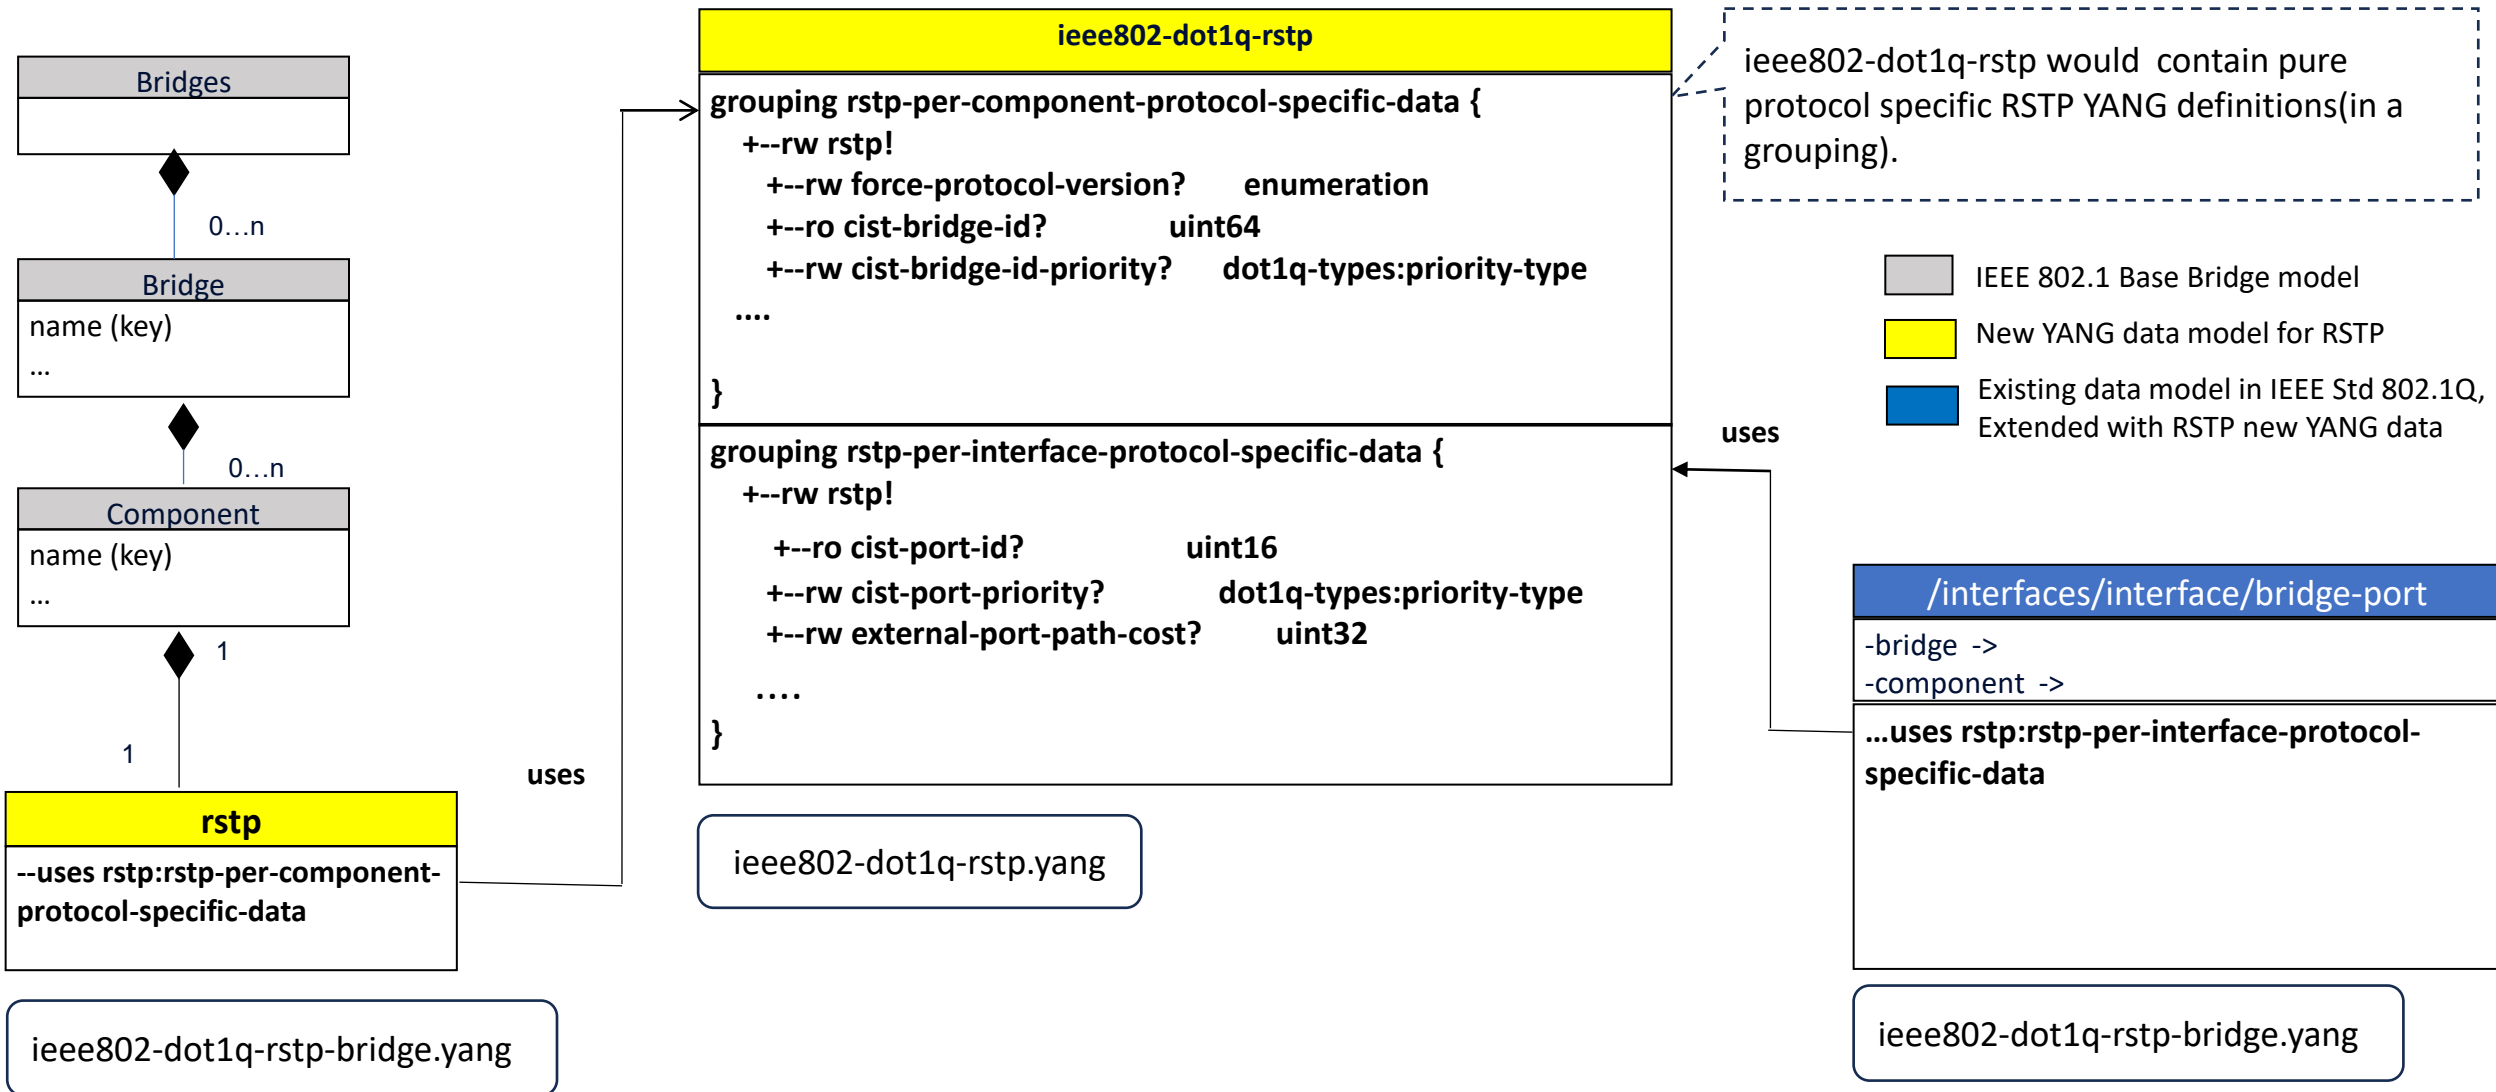 Bridges
0…n
Bridge
name (key)
...
0…n
Component
name (key)
...
1
1
rstp
--uses rstp:rstp-per-component-
protocol-specific-data
ieee802-dot1q-rstp-bridge.yang
uses
ieee802-dot1q-rstp
grouping rstp-per-component-protocol-specific-data {
+--rw rstp!
+--rw force-protocol-version? enumeration
+--ro cist-bridge-id? uint64
+--rw cist-bridge-id-priority? dot1q-types:priority-type
....
}
grouping rstp-per-interface-protocol-specific-data {
+--rw rstp!
+--ro cist-port-id? uint16
+--rw cist-port-priority? dot1q-types:priority-type
+--rw external-port-path-cost? uint32
....
}
ieee802-dot1q-rstp.yang
ieee802-dot1q-rstp would contain pure
protocol specific RSTP YANG definitions(in a
grouping).
IEEE 802.1 Base Bridge model
New YANG data model for RSTP
Existing data model in IEEE Std 802.1Q,
Extended with RSTP new YANG data
uses
/interfaces/interface/bridge-port
-bridge ->
-component ->
...uses rstp:rstp-per-interface-protocol-
specific-data
ieee802-dot1q-rstp-bridge.yang